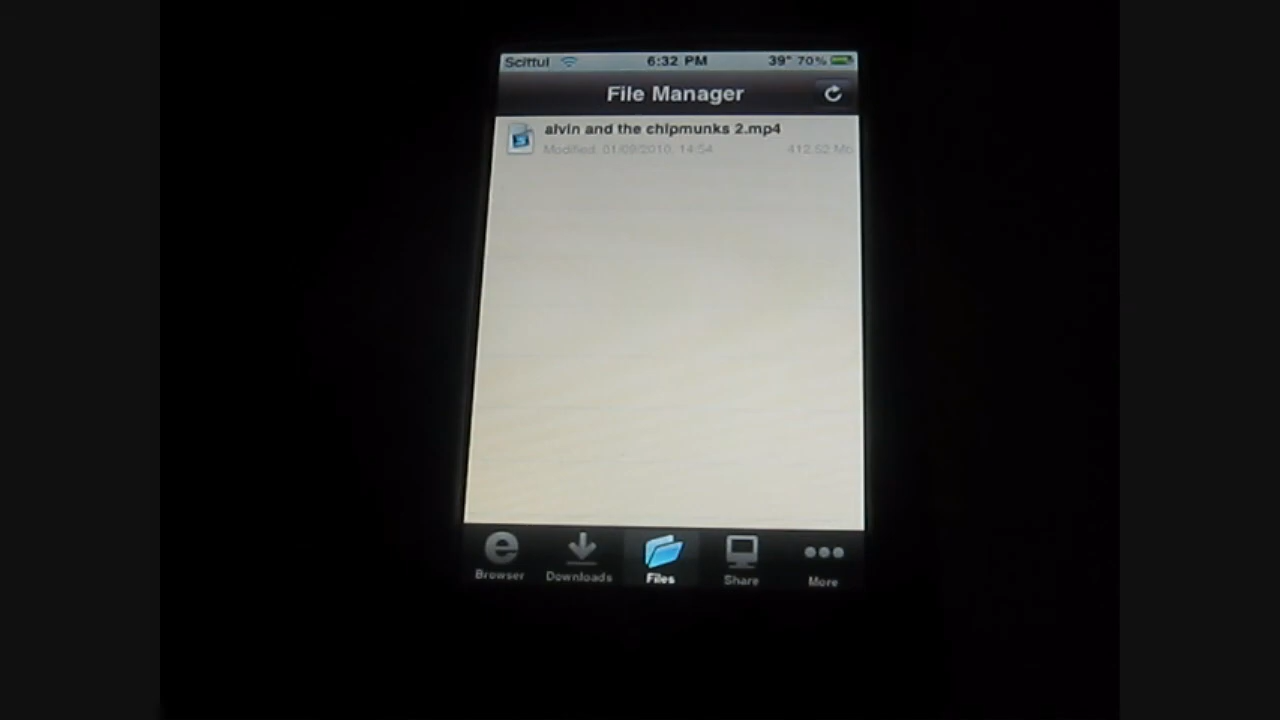 Scittul 6:32 PM 39° 70%
File Manager
alvin and the chipmunks 2.mp4
Modified: 01/09/2010, 14:54 412.52 Mb
Browser Downloads Files Share More